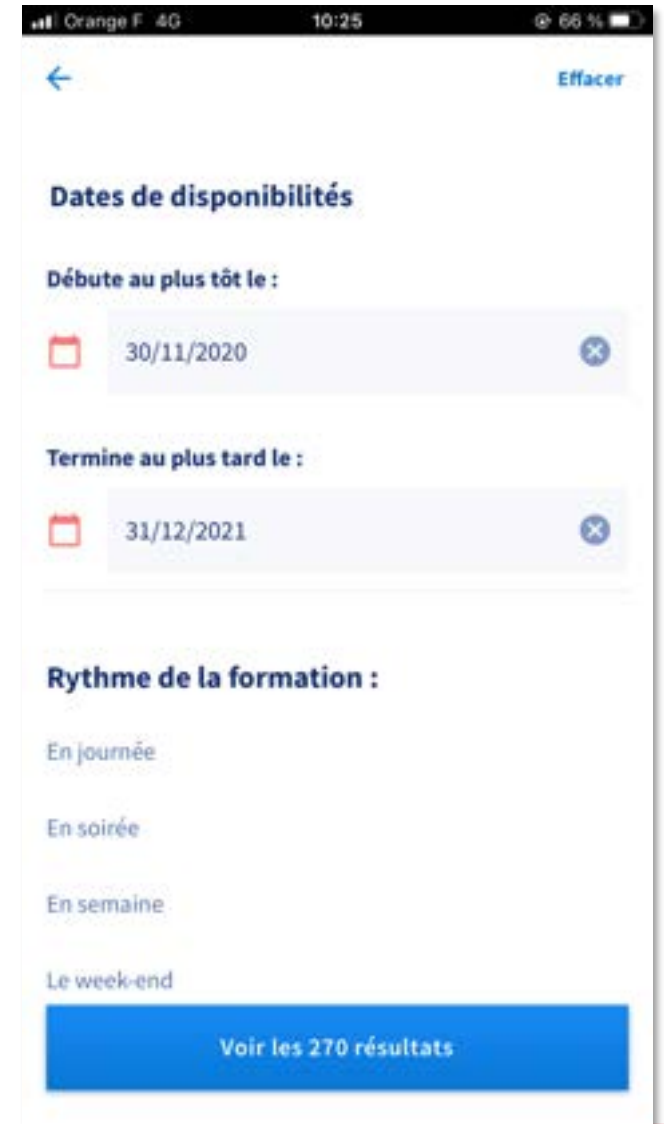 Orange F 4G 10:25 66 %
Effacer
Dates de disponibilités
Débute au plus tôt le :
30/11/2020
Termine au plus tard le :
31/12/2021
Rythme de la formation :
En journée
En soirée
En semaine
Le week-end
Voir les 270 résultats